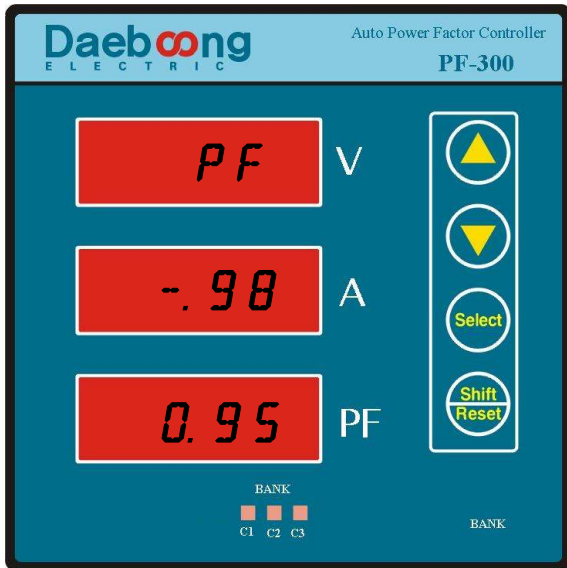 Daeboong
ELECTRIC
Auto Power Factor Controller
PF-300
PF V
-.98 A
0.95 PF
Select
Shift
Reset
BANK
C1 C2 C3
BANK